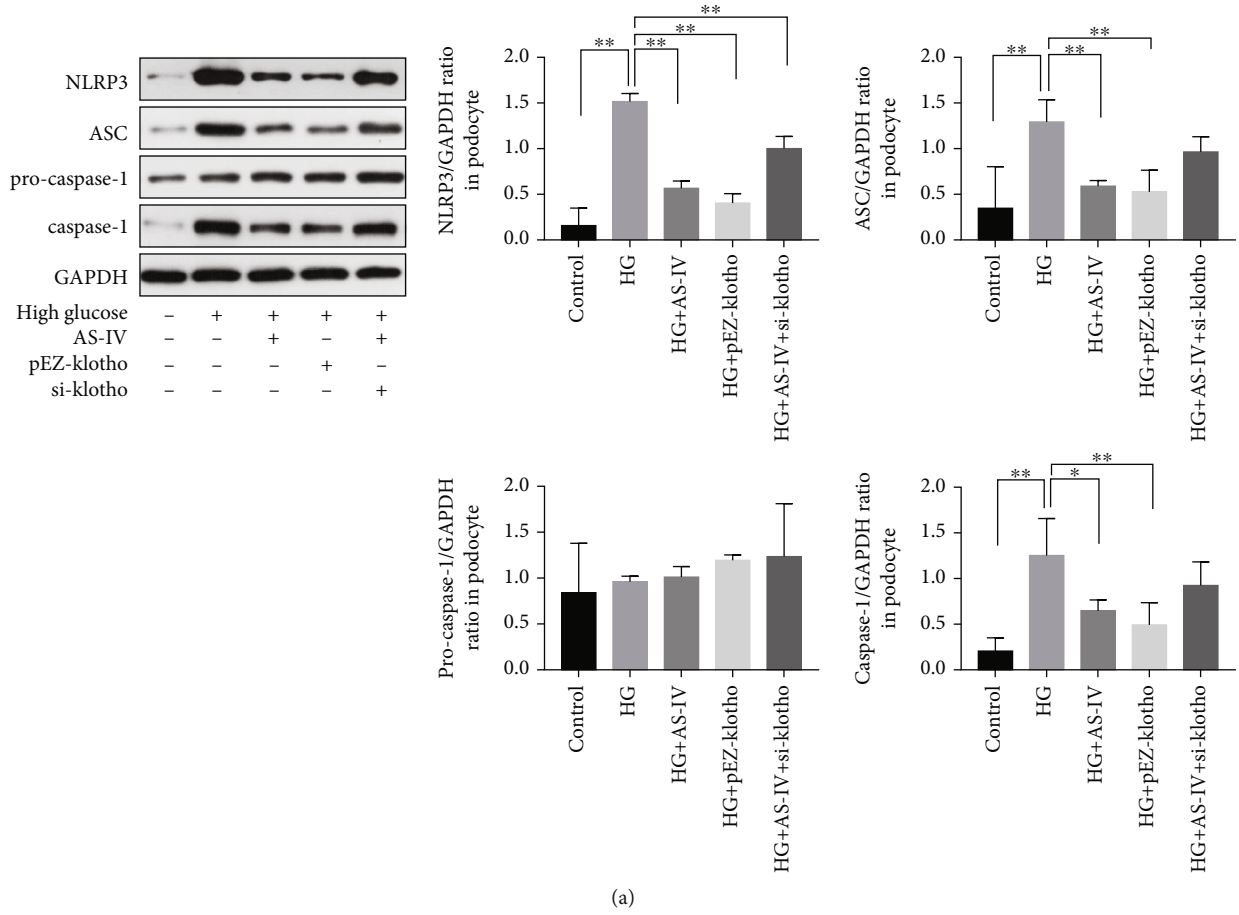 NLRP3
ASC
pro-caspase-1
caspase-1
GAPDH
High glucose – + + + +
AS-IV – – + – +
pEZ-klotho – – – + –
si-klotho – – – – +
NLRP3/GAPDH ratio
in podocyte
2.0
1.5
1.0
0.5
0.0
** ** ** **
Control
HG
HG+AS-IV
HG+pEZ-klotho
HG+AS-IV+si-klotho
ASC/GAPDH ratio
in podocyte
2.0
1.5
1.0
0.5
0.0
** ** **
Control
HG
HG+AS-IV
HG+pEZ-klotho
HG+AS-IV+si-klotho
Pro-caspase-1/GAPDH
ratio in podocyte
2.0
1.5
1.0
0.5
0.0
Control
HG
HG+AS-IV
HG+pEZ-klotho
HG+AS-IV+si-klotho
Caspase-1/GAPDH ratio
in podocyte
2.0
1.5
1.0
0.5
0.0
** * **
Control
HG
HG+AS-IV
HG+pEZ-klotho
HG+AS-IV+si-klotho
(a)